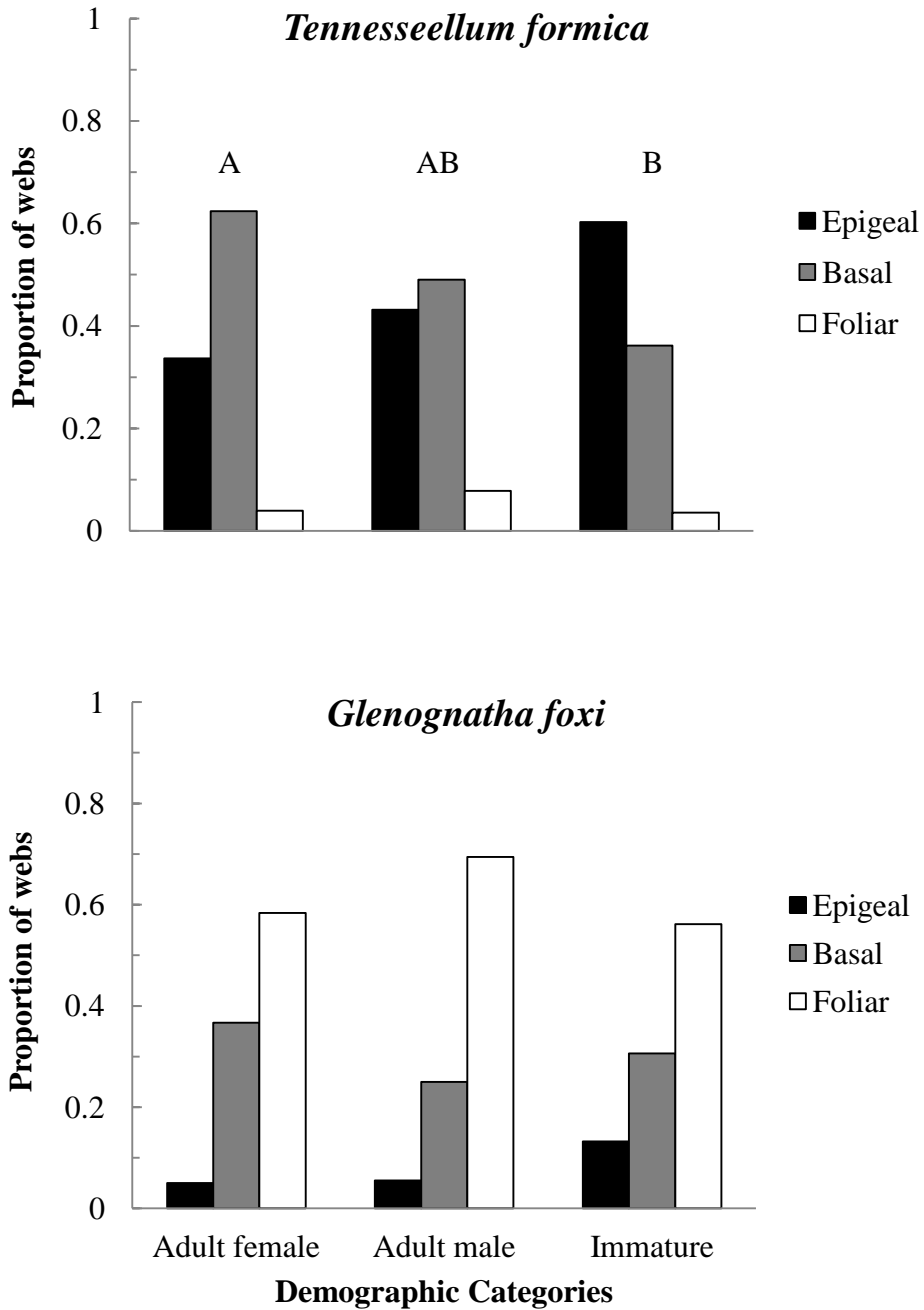 Tennesseellum formica
1
0.8
0.6
0.4
0.2
0
Proportion of webs
A AB B
Epigeal
Basal
Foliar
Glenognatha foxi
1
0.8
0.6
0.4
0.2
0
Proportion of webs
Epigeal
Basal
Foliar
Adult female Adult male Immature
Demographic Categories